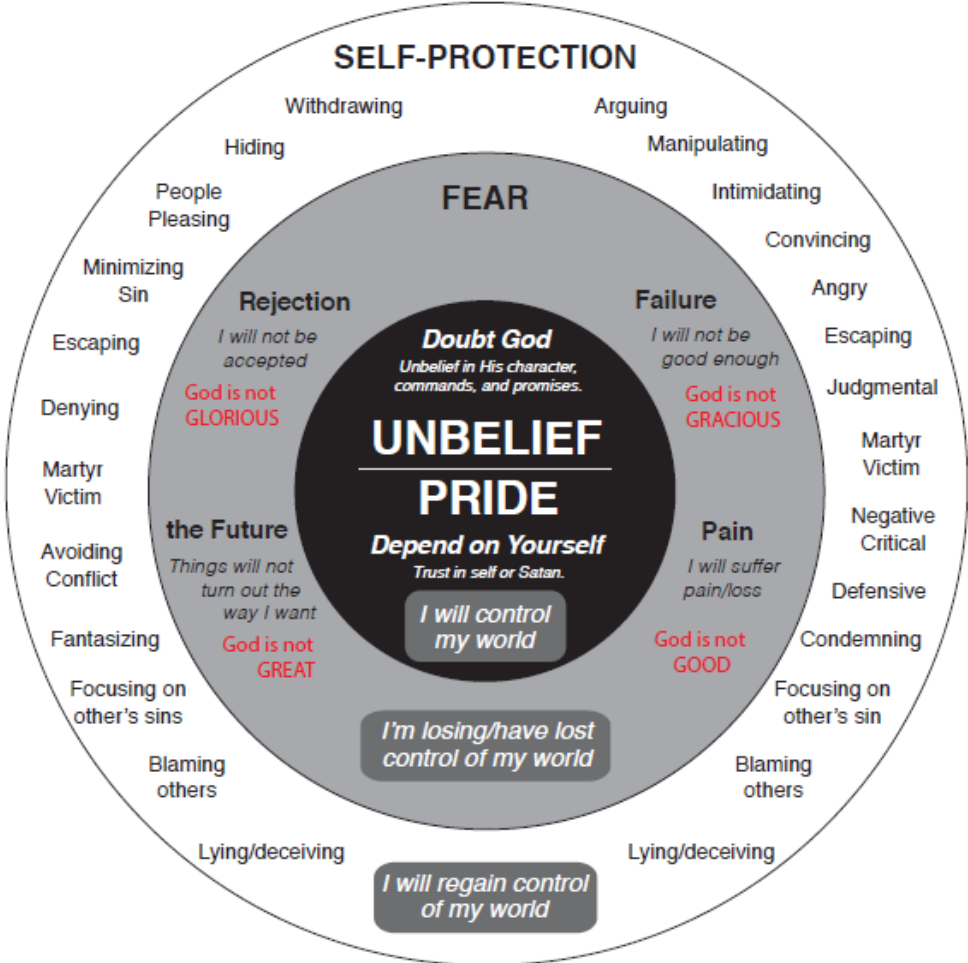 SELF-PROTECTION
Withdrawing
Hiding
People
Pleasing
Minimizing
Sin
Escaping
Denying
Martyr
Victim
Avoiding
Conflict
Fantasizing
Focusing on
other's sins
Blaming
others
Lying/deceiving
Arguing
Manipulating
Intimidating
Convincing
Angry
Escaping
Judgmental
Martyr
Victim
Negative
Critical
Defensive
Condemning
Focusing on
other's sin
Blaming
others
Lying/deceiving
I will regain control
of my world
FEAR
Rejection
I will not be
accepted
God is not
GLORIOUS
Failure
I will not be
good enough
God is not
GRACIOUS
the Future
Things will not
turn out the
way I want
God is not
GREAT
Pain
I will suffer
pain/loss
God is not
GOOD
I'm losing/have lost
control of my world
Doubt God
Unbelief in His character,
commands, and promises.
UNBELIEF
PRIDE
Depend on Yourself
Trust in self or Satan.
I will control
my world